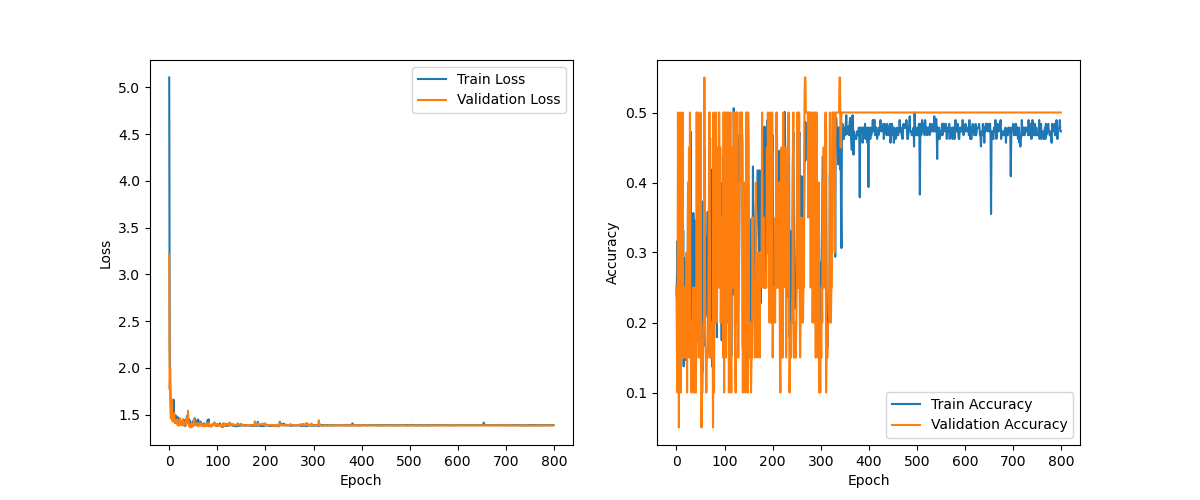 5.0
4.5
4.0
3.5
3.0
2.5
2.0
1.5
Loss
0 100 200 300 400 500 600 700 800
Epoch
Train Loss
Validation Loss
0.5
0.4
0.3
0.2
0.1
Accuracy
0 100 200 300 400 500 600 700 800
Epoch
Train Accuracy
Validation Accuracy